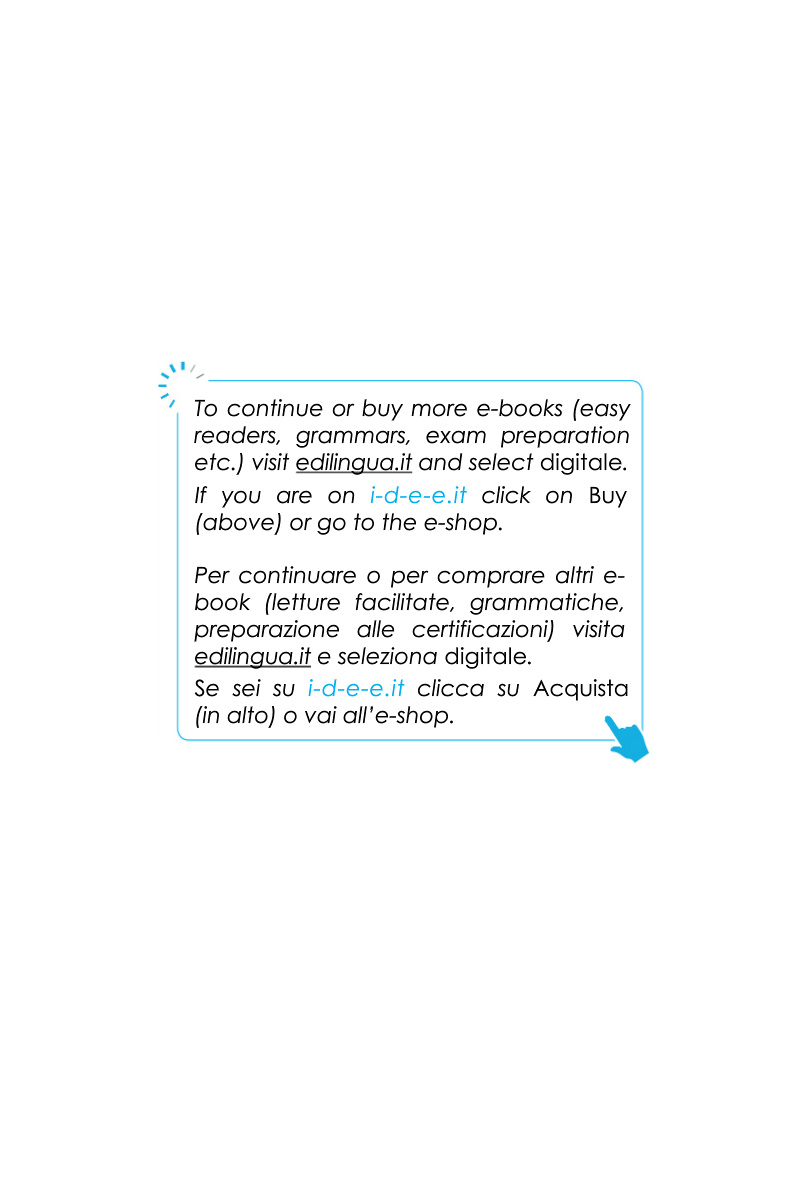 To continue or buy more e-books (easy
readers, grammars, exam preparation
etc.) visit edilingua.it and select digitale.
If you are on i-d-e-e.it click on Buy
(above) or go to the e-shop.
Per continuare o per comprare altri e-
book (letture facilitate, grammatiche,
preparazione alle certificazioni) visita
edilingua.it e seleziona digitale.
Se sei su i-d-e-e.it clicca su Acquista
(in alto) o vai all’e-shop.